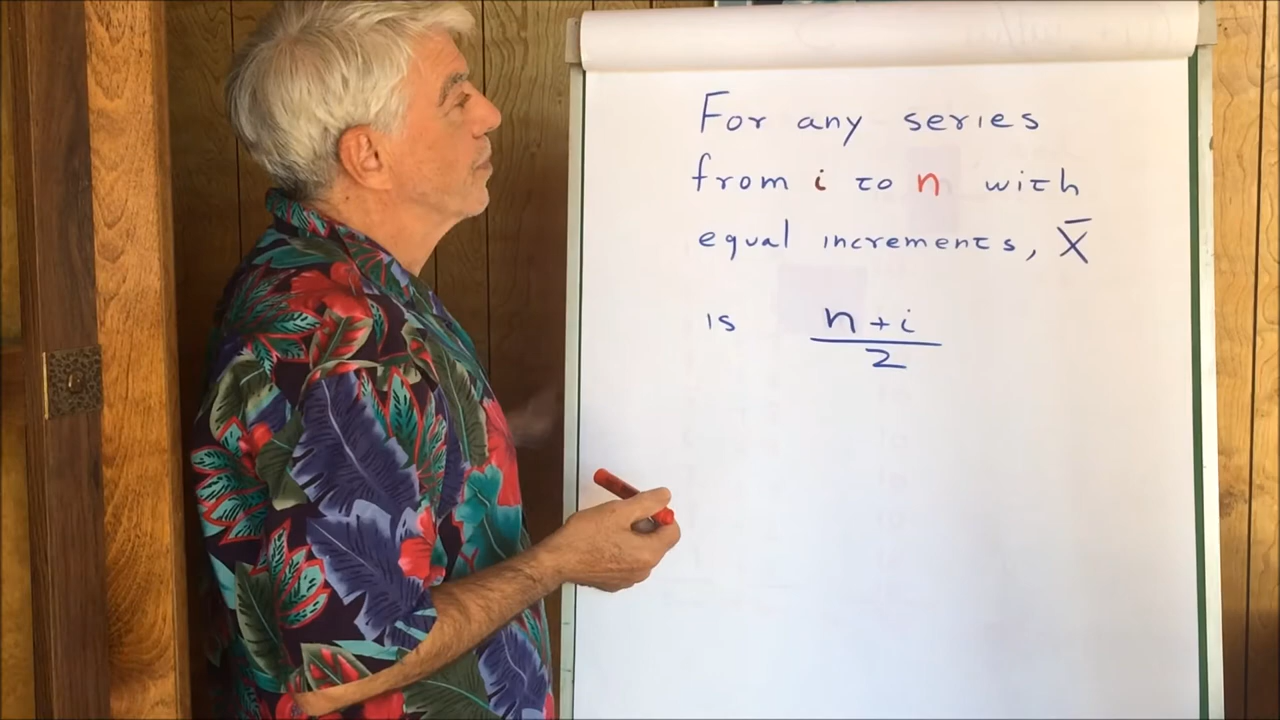 For any series
from i to n with
equal increments, X̄
is n + i
2